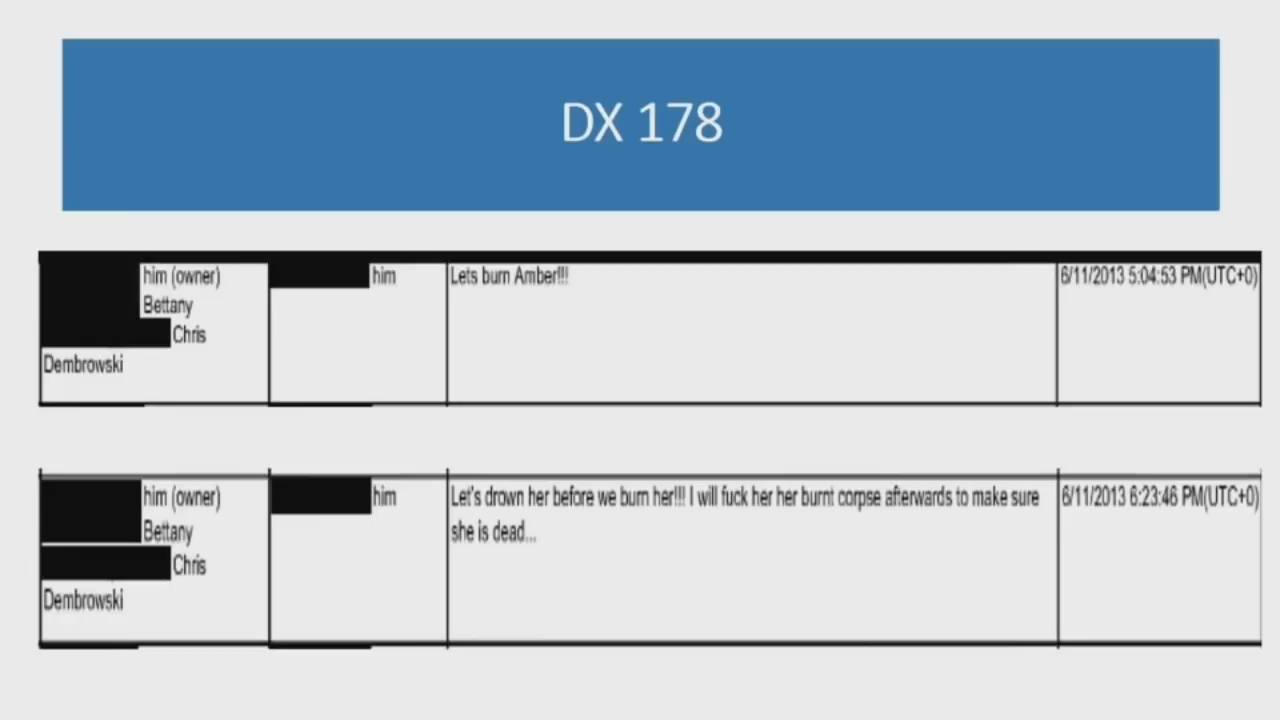 DX 178
him (owner) him Lets burn Amber!!! 6/11/2013 5:04:53 PM(UTC+0)
Bettany
Chris
Dembrowski
him (owner) him Let's drown her before we burn her!!! I will fuck her her burnt corpse afterwards to make sure 6/11/2013 6:23:46 PM(UTC+0)
Bettany she is dead...
Chris
Dembrowski